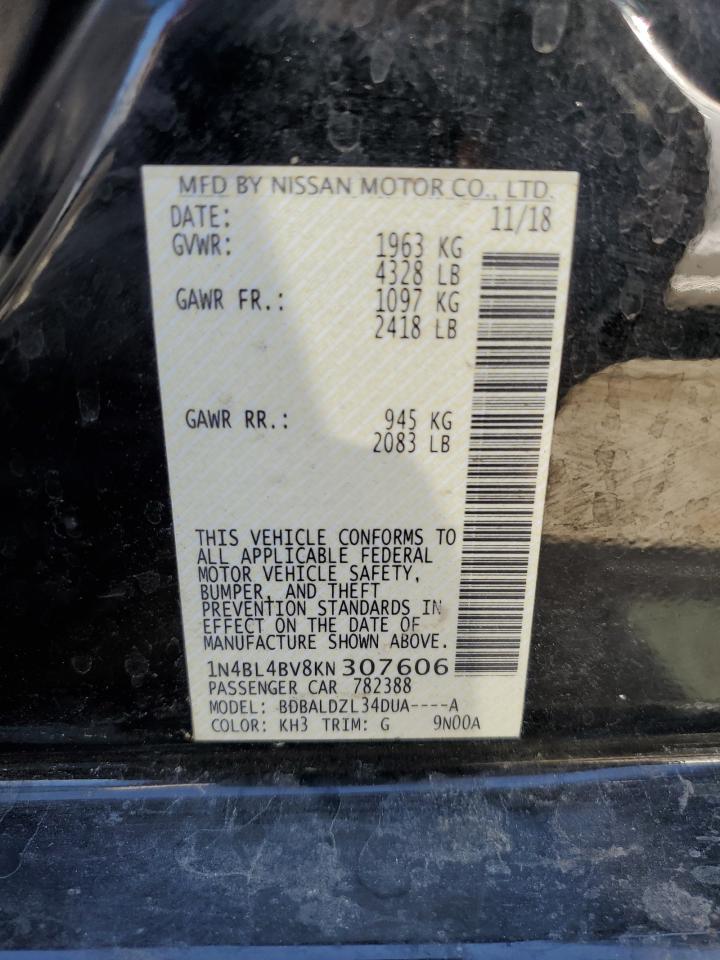 MFD BY NISSAN MOTOR CO., LTD.
DATE: 11/18
GVWR: 1963 KG
4328 LB
GAWR FR.: 1097 KG
2418 LB
GAWR RR.: 945 KG
2083 LB
THIS VEHICLE CONFORMS TO
ALL APPLICABLE FEDERAL
MOTOR VEHICLE SAFETY,
BUMPER, AND THEFT
PREVENTION STANDARDS IN
EFFECT ON THE DATE OF
MANUFACTURE SHOWN ABOVE.
1N4BL4BV8KN307606
PASSENGER CAR 782388
MODEL: BDBALDZL34DUA----A
COLOR: KH3 TRIM: G 9N00A